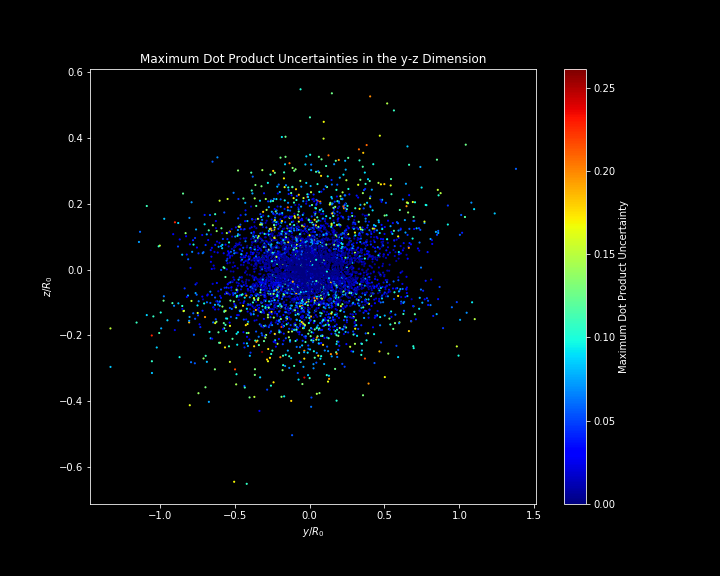 Maximum Dot Product Uncertainties in the y-z Dimension
0.6
0.4
0.2
0.0
−0.2
−0.4
−0.6
z/R₀
−1.0 −0.5 0.0 0.5 1.0 1.5
y/R₀
0.25
0.20
0.15
0.10
0.05
0.00
Maximum Dot Product Uncertainty